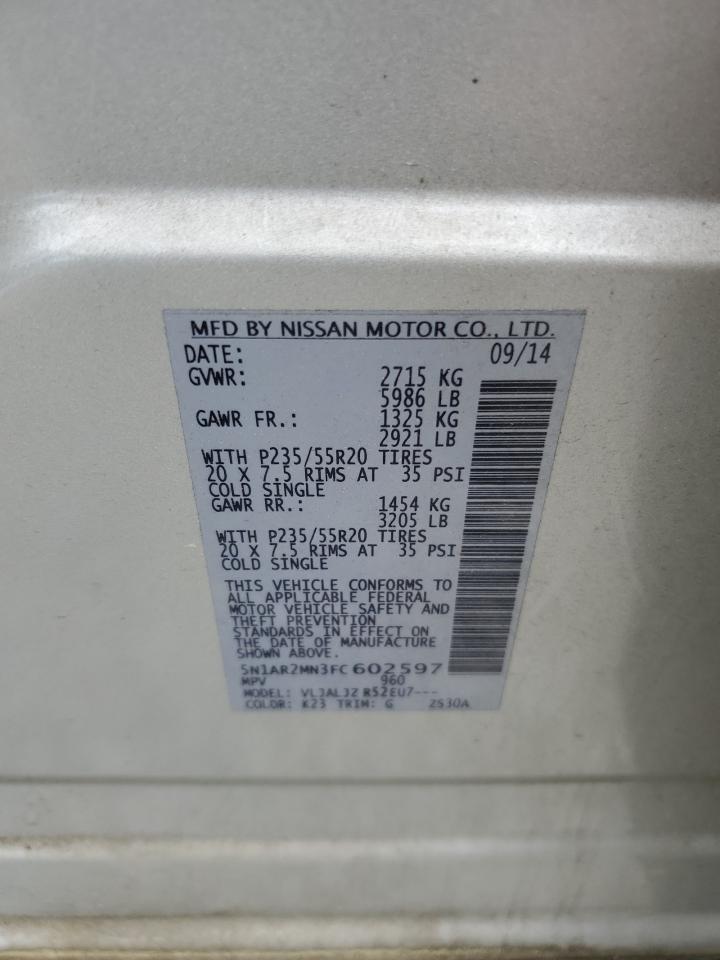 MFD BY NISSAN MOTOR CO., LTD.
DATE: 09/14
GVWR: 2715 KG
5986 LB
GAWR FR.: 1325 KG
2921 LB
WITH P235/55R20 TIRES
20 X 7.5 RIMS AT 35 PSI
COLD SINGLE
GAWR RR.: 1454 KG
3205 LB
WITH P235/55R20 TIRES
20 X 7.5 RIMS AT 35 PSI
COLD SINGLE
THIS VEHICLE CONFORMS TO
ALL APPLICABLE FEDERAL
MOTOR VEHICLE SAFETY AND
THEFT PREVENTION
STANDARDS IN EFFECT ON
THE DATE OF MANUFACTURE
SHOWN ABOVE.
5N1AR2MN3FC602597
MPV 960
MODEL: R52EU7---
COLOR: K23 TRIM: G 2S30A